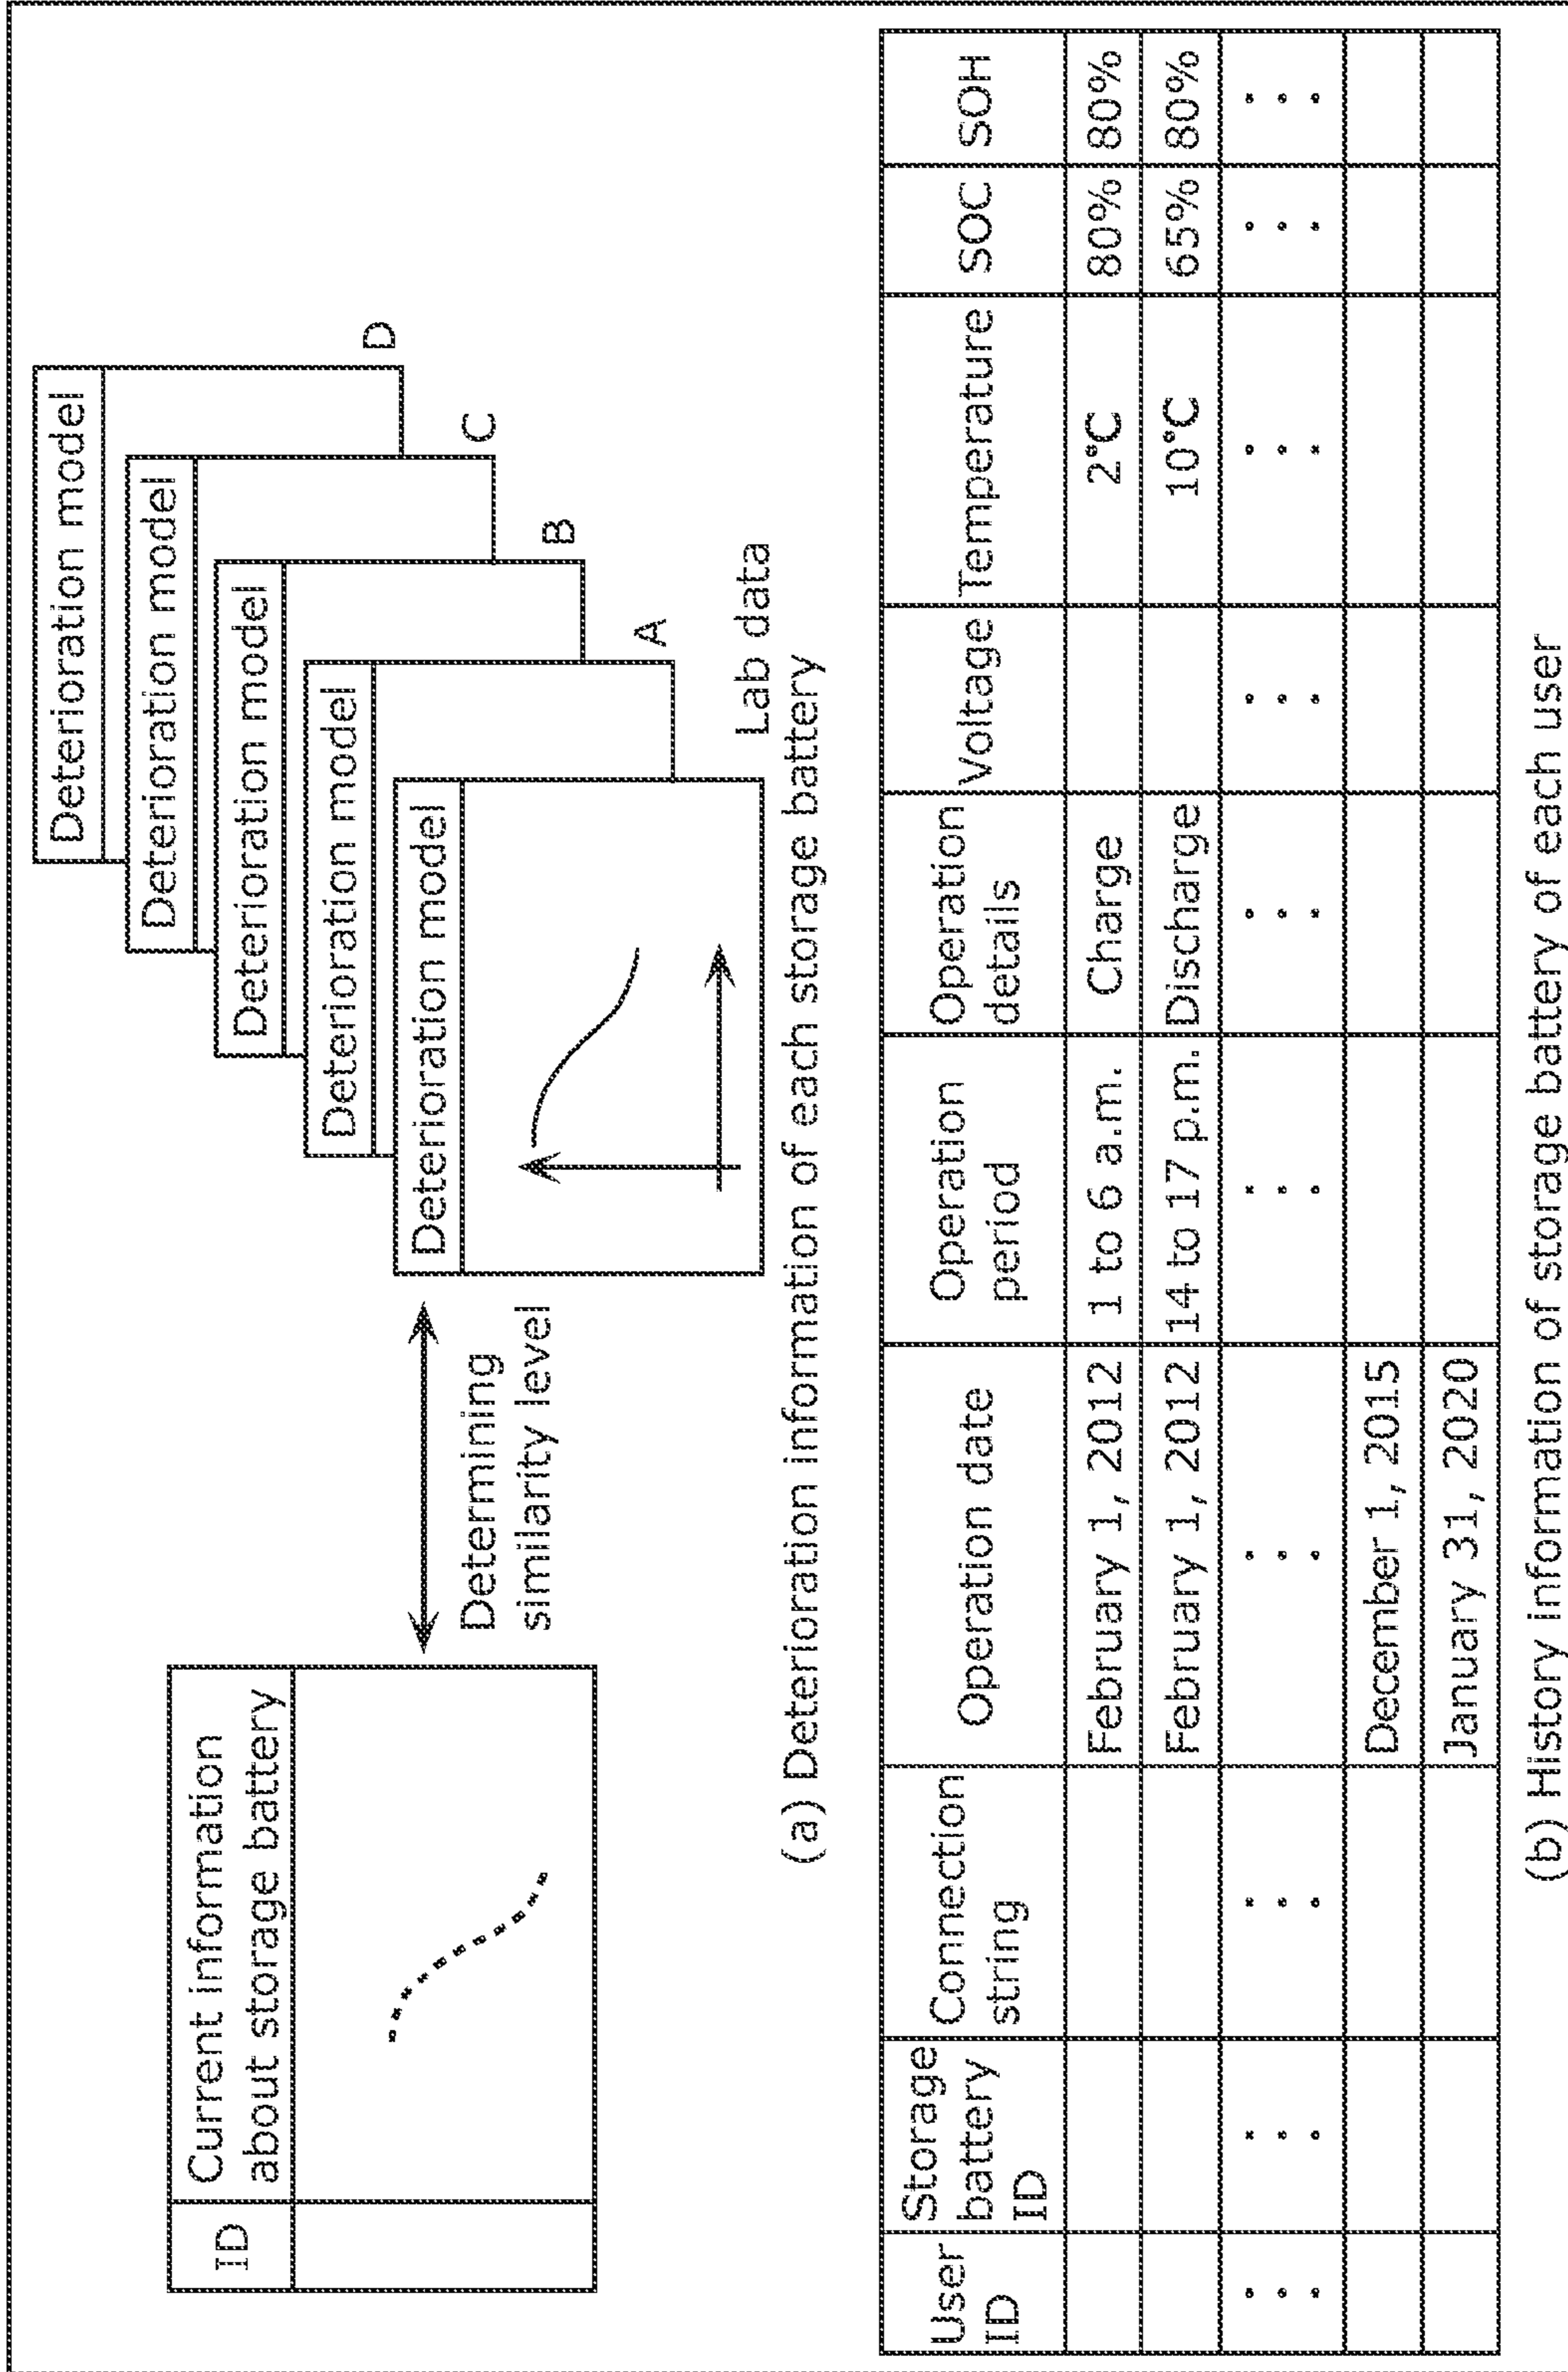 ID
Current information
about storage battery
Determining
similarity level
Deterioration model
Deterioration model
Deterioration model
Deterioration model
Deterioration model
D
C
B
A
Lab data
(a) Deterioration information of each storage battery
User ID Storage battery ID Connection string Operation date Operation period Operation details Voltage Temperature SOC SOH
February 1, 2012 1 to 6 a.m. Charge 2°C 80% 80%
February 1, 2012 14 to 17 p.m. Discharge 10°C 65% 80%
December 1, 2015
January 31, 2020
(b) History information of storage battery of each user